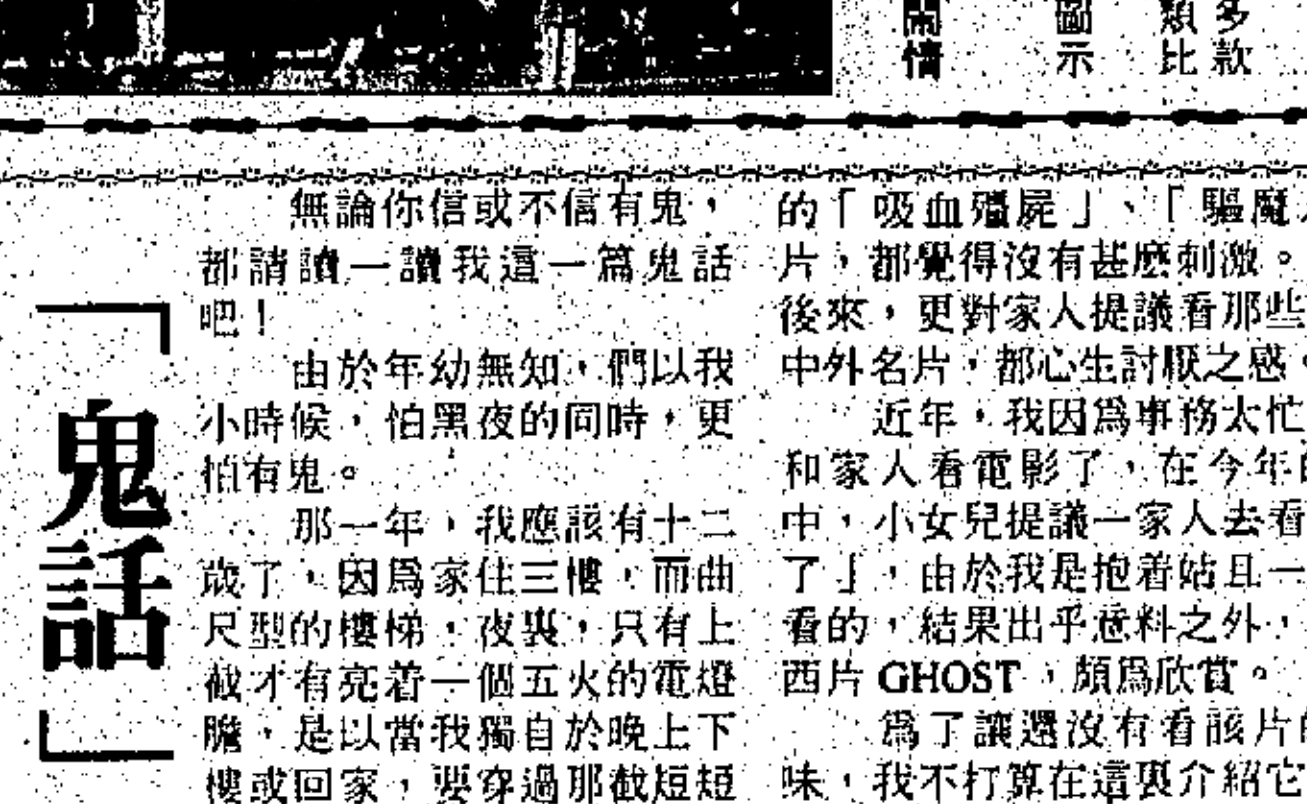 鬧情
圖示
類比
多款
「鬼話」
無論你信或不信有鬼，
都請讀一讀我這一篇鬼話
吧！
由於年幼無知，們以我
小時候，怕黑夜的同時，更
怕有鬼。
那一年，我應該有十二
歲了，因爲家住三樓，而曲
尺型的樓梯，夜裏，只有上
截才有亮着一個五火的電燈
膽，是以當我獨自於晚上下
樓或回家，要穿過那截短短
的「吸血殭屍」、「驅魔
片，都覺得沒有甚麼刺激。
後來，更對家人提議看那些
中外名片，都心生討厭之感。
近年，我因爲事務太忙
和家人看電影了，在今年的
中，小女兒提議一家人去看
了」，由於我是抱着姑且一
看的，結果出乎意料之外，
西片GHOST，頗爲欣賞。
爲了讓還沒有看該片的
味，我不打算在這裏介紹它